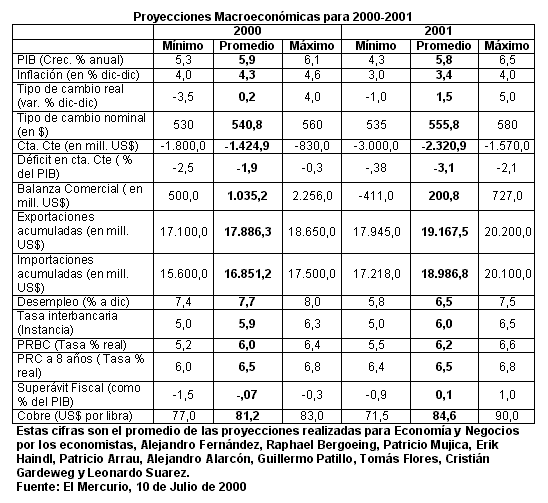 Proyecciones Macroeconómicas para 2000-2001
2000 2001
Mínimo Promedio Máximo Mínimo Promedio Máximo
PIB (Crec. % anual) 5,3 5,9 6,1 4,3 5,8 6,5
Inflación (en % dic-dic) 4,0 4,3 4,6 3,0 3,4 4,0
Tipo de cambio real
(var. % dic-dic) -3,5 0,2 4,0 -1,0 1,5 5,0
Tipo de cambio nominal
(en $) 530 540,8 560 535 555,8 580
Cta. Cte (en mill. US$) -1.800,0 -1.424,9 -830,0 -3.000,0 -2.320,9 -1.570,0
Déficit en cta. Cte ( %
del PIB) -2,5 -1,9 -0,3 -,38 -3,1 -2,1
Balanza Comercial ( en
mill. US$) 500,0 1.035,2 2.256,0 -411,0 200,8 727,0
Exportaciones
acumuladas (en mill.
US$) 17.100,0 17.886,3 18.650,0 17.945,0 19.167,5 20.200,0
Importaciones
acumuladas (en mill.
US$) 15.600,0 16.851,2 17.500,0 17.218,0 18.986,8 20.100,0
Desempleo (% a dic) 7,4 7,7 8,0 5,8 6,5 7,5
Tasa interbancaria
(Instancia) 5,0 5,9 6,3 5,0 6,0 6,5
PRBC (Tasa % real) 5,2 6,0 6,4 5,5 6,2 6,6
PRC a 8 años ( Tasa %
real) 6,0 6,5 6,8 6,4 6,5 6,8
Superávit Fiscal (como
% del PIB) -1,5 -,07 -0,3 -0,9 0,1 1,0
Cobre (US$ por libra) 77,0 81,2 83,0 71,5 84,6 90,0
Estas cifras son el promedio de las proyecciones realizadas para Economía y Negocios
por los economistas, Alejandro Fernández, Raphael Bergoeing, Patricio Mujica, Erik
Haindl, Patricio Arrau, Alejandro Alarcón, Guillermo Patillo, Tomás Flores, Cristián
Gardeweg y Leonardo Suarez.
Fuente: El Mercurio, 10 de Julio de 2000